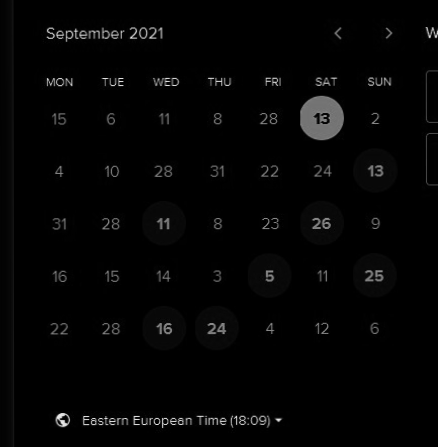 September 2021 < > W
MON TUE WED THU FRI SAT SUN
15 6 11 8 28 13 2
4 10 28 31 22 24 13
31 28 11 8 23 26 9
16 15 14 3 5 11 25
22 28 16 24 4 12 6
Eastern European Time (18:09)